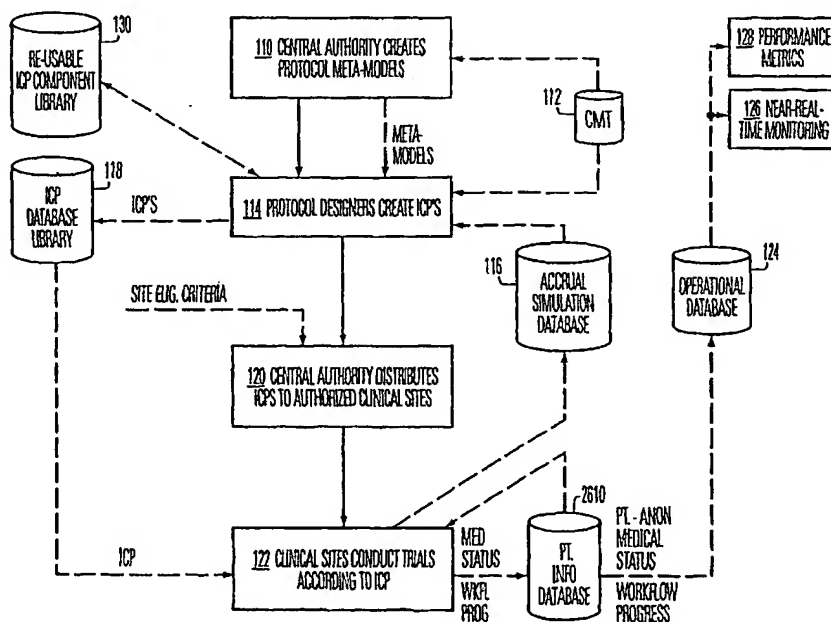 130
RE-USABLE
ICP COMPONENT
LIBRARY
110 CENTRAL AUTHORITY CREATES
PROTOCOL META-MODELS
112
CMT
128 PERFORMANCE
METRICS
126 NEAR-REAL-
TIME MONITORING
META-
MODELS
118
ICP
DATABASE
LIBRARY
ICP'S
114 PROTOCOL DESIGNERS CREATE ICP'S
116
ACCRUAL
SIMULATION
DATABASE
124
OPERATIONAL
DATABASE
SITE ELIG. CRITERIA
120 CENTRAL AUTHORITY DISTRIBUTES
ICPS TO AUTHORIZED CLINICAL SITES
ICP
122 CLINICAL SITES CONDUCT TRIALS
ACCORDING TO ICP
MED
STATUS
WKFL
PROG
2610
PT.
INFO
DATABASE
PT. - ANON
MEDICAL
STATUS
WORKFLOW
PROGRESS